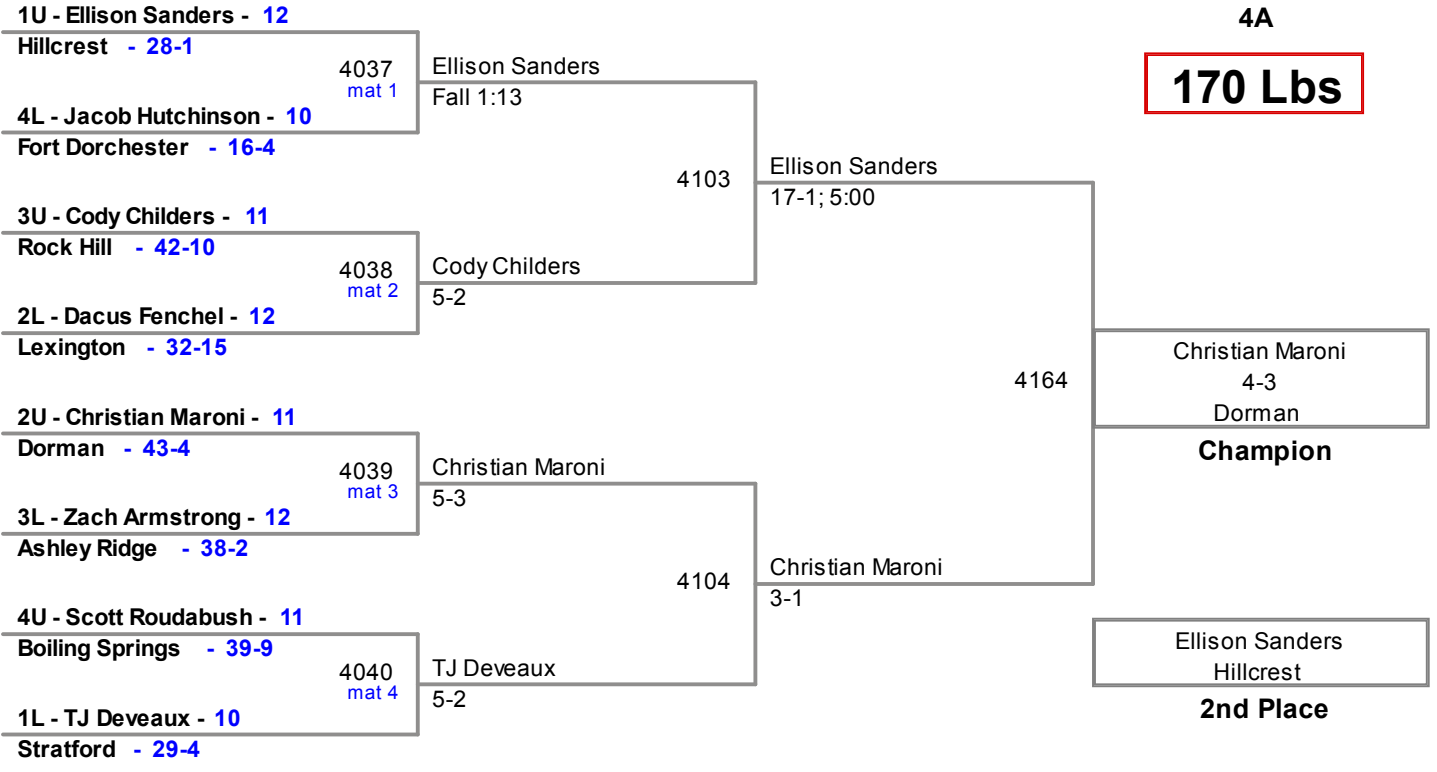 1U - Ellison Sanders - 12
Hillcrest - 28-1
4037
mat 1
4L - Jacob Hutchinson - 10
Fort Dorchester - 16-4
3U - Cody Childers - 11
Rock Hill - 42-10
4038
mat 2
2L - Dacus Fenchel - 12
Lexington - 32-15
2U - Christian Maroni - 11
Dorman - 43-4
4039
mat 3
3L - Zach Armstrong - 12
Ashley Ridge - 38-2
4U - Scott Roudabush - 11
Boiling Springs - 39-9
4040
mat 4
1L - TJ Deveaux - 10
Stratford - 29-4
Ellison Sanders
Fall 1:13
4103
Cody Childers
5-2
Christian Maroni
5-3
4104
TJ Deveaux
5-2
Ellison Sanders
17-1; 5:00
4164
Christian Maroni
3-1
4A
170 Lbs
Christian Maroni
4-3
Dorman
Champion
Ellison Sanders
Hillcrest
2nd Place